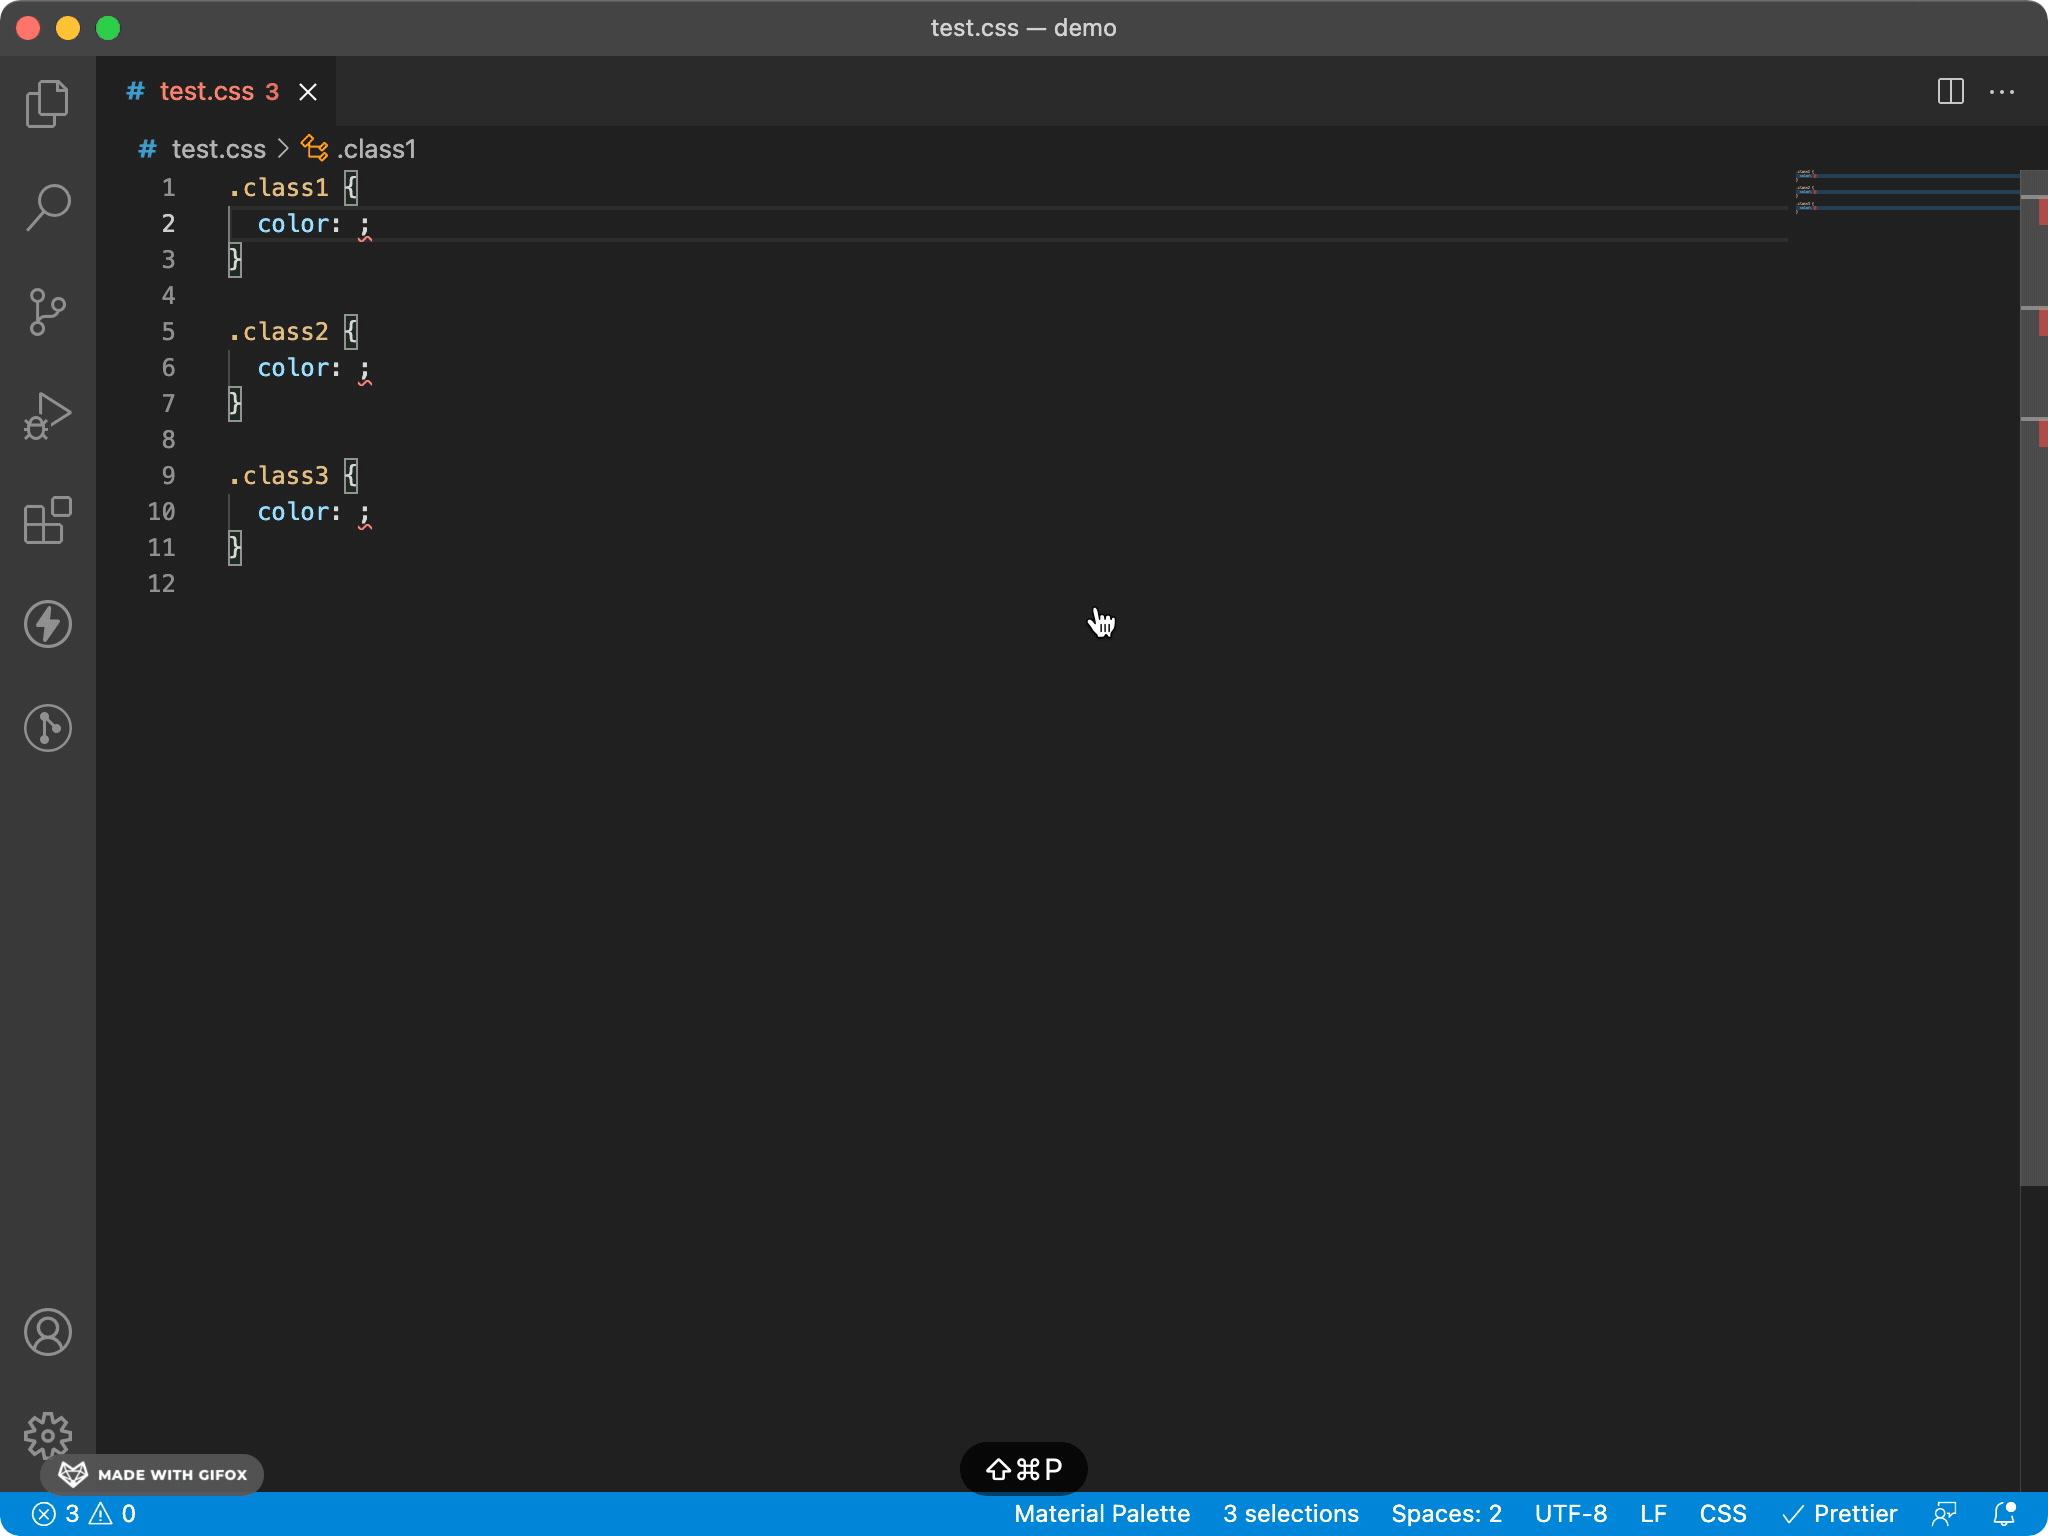 test.css — demo
# test.css 3
# test.css > .class1
1 .class1 {
2 color: ;
3 }
4
5 .class2 {
6 color: ;
7 }
8
9 .class3 {
10 color: ;
11 }
12
⇧⌘P
MADE WITH GIFOX
3 0 Material Palette 3 selections Spaces: 2 UTF-8 LF CSS ✓ Prettier